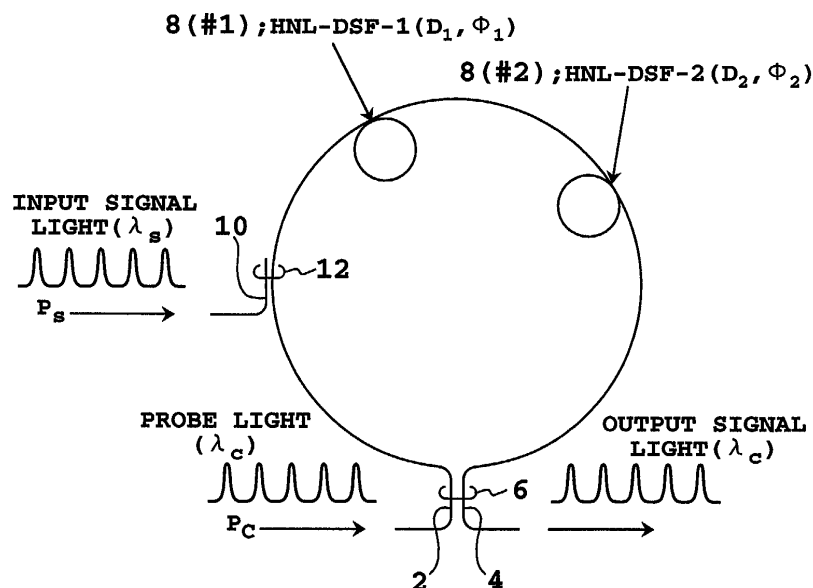 8(#1);HNL-DSF-1(D₁,Φ₁)
8(#2);HNL-DSF-2(D₂,Φ₂)
INPUT SIGNAL
LIGHT(λs)
10
12
Ps
PROBE LIGHT
(λc)
OUTPUT SIGNAL
LIGHT(λc)
6
PC
2
4